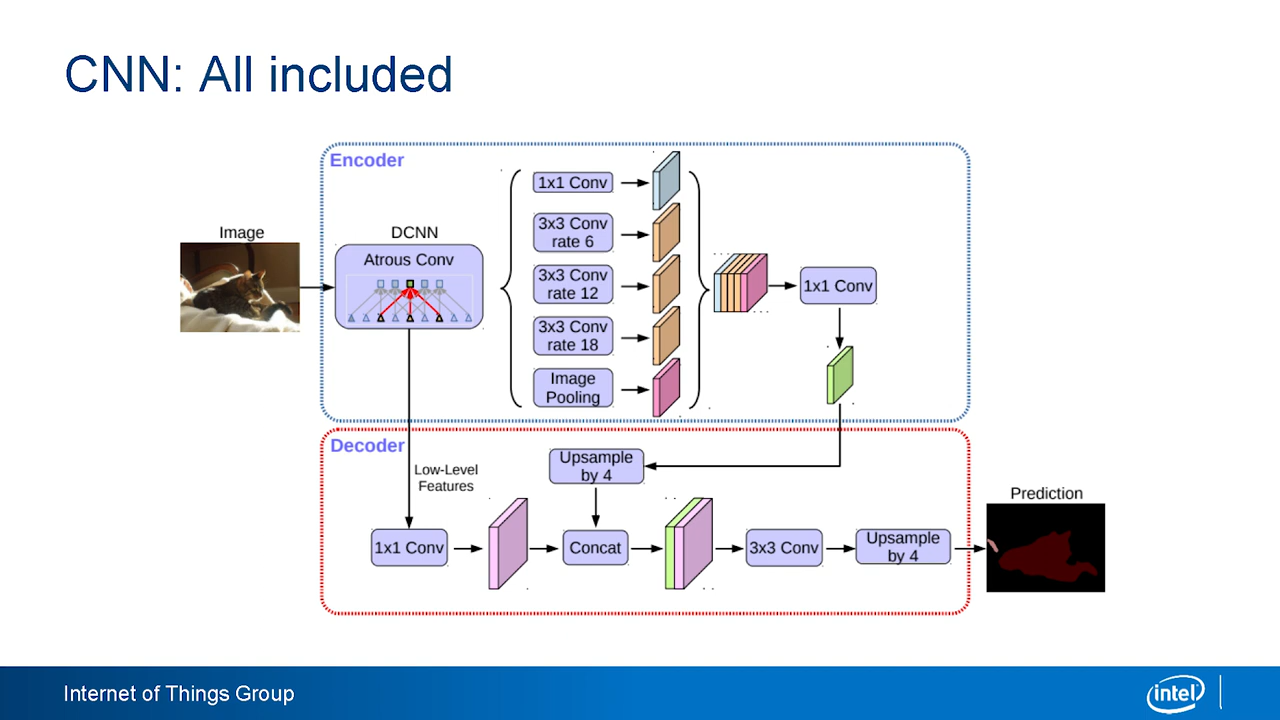 CNN: All included
Encoder
Image
DCNN
Atrous Conv
1x1 Conv
3x3 Conv
rate 6
3x3 Conv
rate 12
3x3 Conv
rate 18
Image
Pooling
1x1 Conv
Decoder
Low-Level
Features
Upsample
by 4
1x1 Conv
Concat
3x3 Conv
Upsample
by 4
Prediction
Internet of Things Group
intel